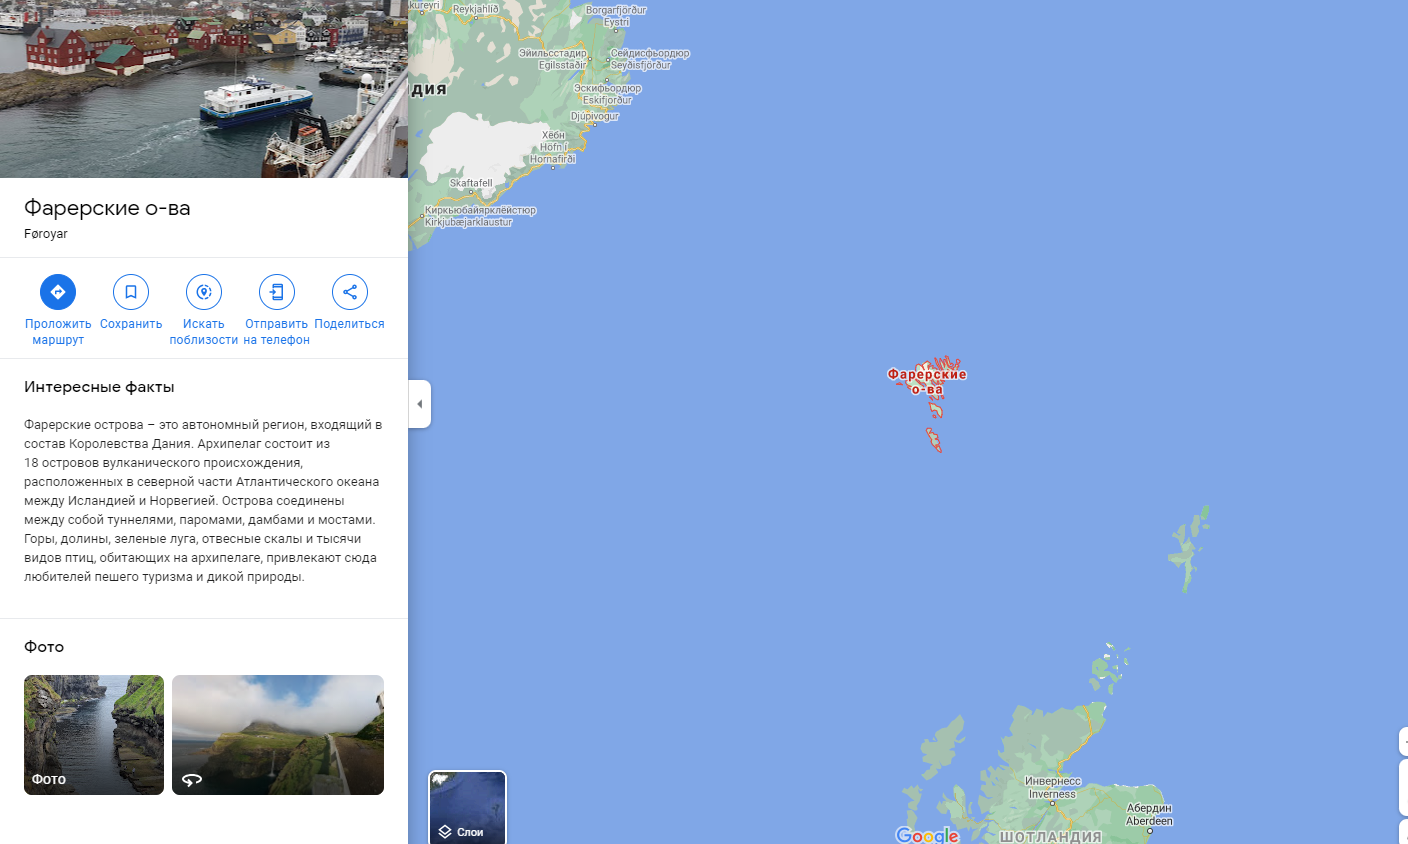 Фарерские о-ва
Føroyar
Проложить
маршрут
Сохранить
Искать
поблизости
Отправить
на телефон
Поделиться
Интересные факты
Фарерские острова – это автономный регион, входящий в
состав Королевства Дания. Архипелаг состоит из
18 островов вулканического происхождения,
расположенных в северной части Атлантического океана
между Исландией и Норвегией. Острова соединены
между собой туннелями, паромами, дамбами и мостами.
Горы, долины, зеленые луга, отвесные скалы и тысячи
видов птиц, обитающих на архипелаге, привлекают сюда
любителей пешего туризма и дикой природы.
Фото
Фото
kureyri
Reykjahlíð
Borgarfjörður
Eystri
Эйильсстадир
Egilsstaðir
Сейдисфьордюр
Seyðisfjörður
дия
Эскифьордюр
Eskifjörður
Djúpivogur
Хёбн
Höfn í
Hornafirði
Skaftafell
Киркьюбайярклёйстюр
Kirkjubæjarklaustur
Фарерские
о-ва
Инвернесс
Inverness
Абердин
Aberdeen
Слои
Google
ШОТЛАНДИЯ